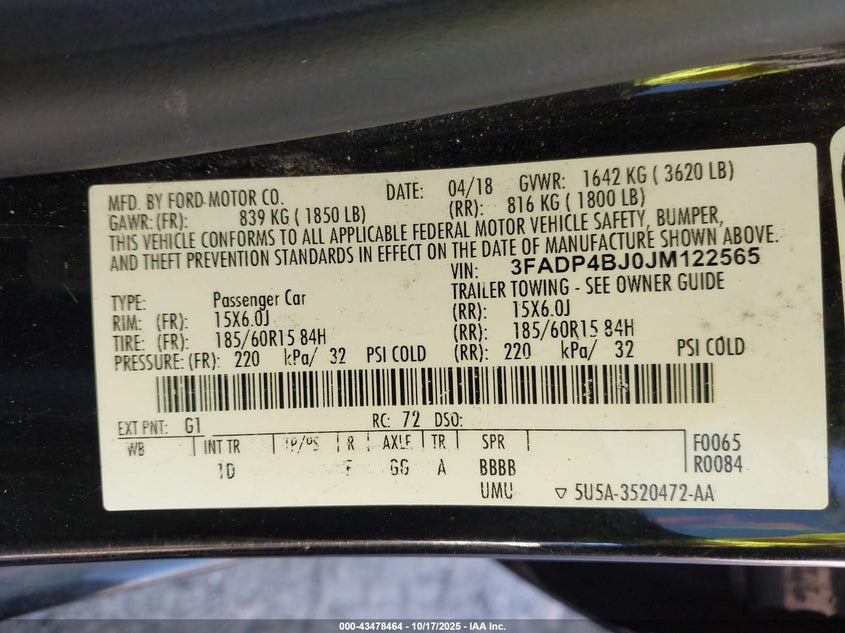 MFD. BY FORD MOTOR CO. DATE: 04/18 GVWR: 1642 KG ( 3620 LB)
GAWR: (FR): 839 KG ( 1850 LB) (RR): 816 KG ( 1800 LB)
THIS VEHICLE CONFORMS TO ALL APPLICABLE FEDERAL MOTOR VEHICLE SAFETY, BUMPER,
AND THEFT PREVENTION STANDARDS IN EFFECT ON THE DATE OF MANUFACTURE SHOWN ABOVE.
VIN: 3FADP4BJ0JM122565
TYPE: Passenger Car TRAILER TOWING - SEE OWNER GUIDE
RIM: (FR): 15X6.0J (RR): 15X6.0J
TIRE: (FR): 185/60R15 84H (RR): 185/60R15 84H
PRESSURE: (FR): 220 kPa/ 32 PSI COLD (RR): 220 kPa/ 32 PSI COLD
EXT PNT: G1 RC: 72 DSO:
WB INT TR TP/PS R AXLE TR SPR F0065
1D F GG A BBBB R0084
UMU ▽ 5U5A-3520472-AA
000-43478464 - 10/17/2025 - IAA Inc.